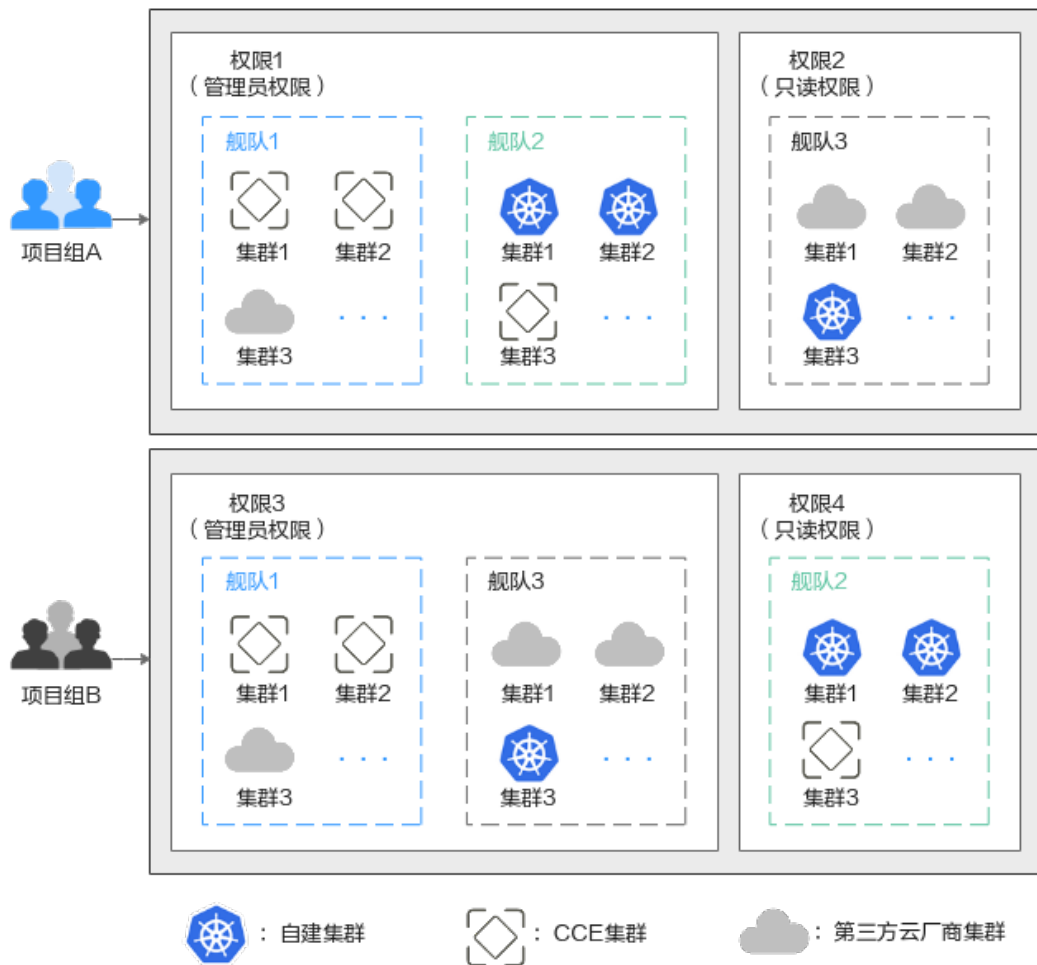 权限1
（管理员权限）
权限2
（只读权限）
舰队1
舰队2
舰队3
集群1
集群2
集群1
集群2
集群1
集群2
项目组A
集群3
· · ·
集群3
· · ·
集群3
· · ·
权限3
（管理员权限）
权限4
（只读权限）
舰队1
舰队3
舰队2
集群1
集群2
集群1
集群2
集群1
集群2
项目组B
集群3
· · ·
集群3
· · ·
集群3
· · ·
：自建集群
：CCE集群
：第三方云厂商集群